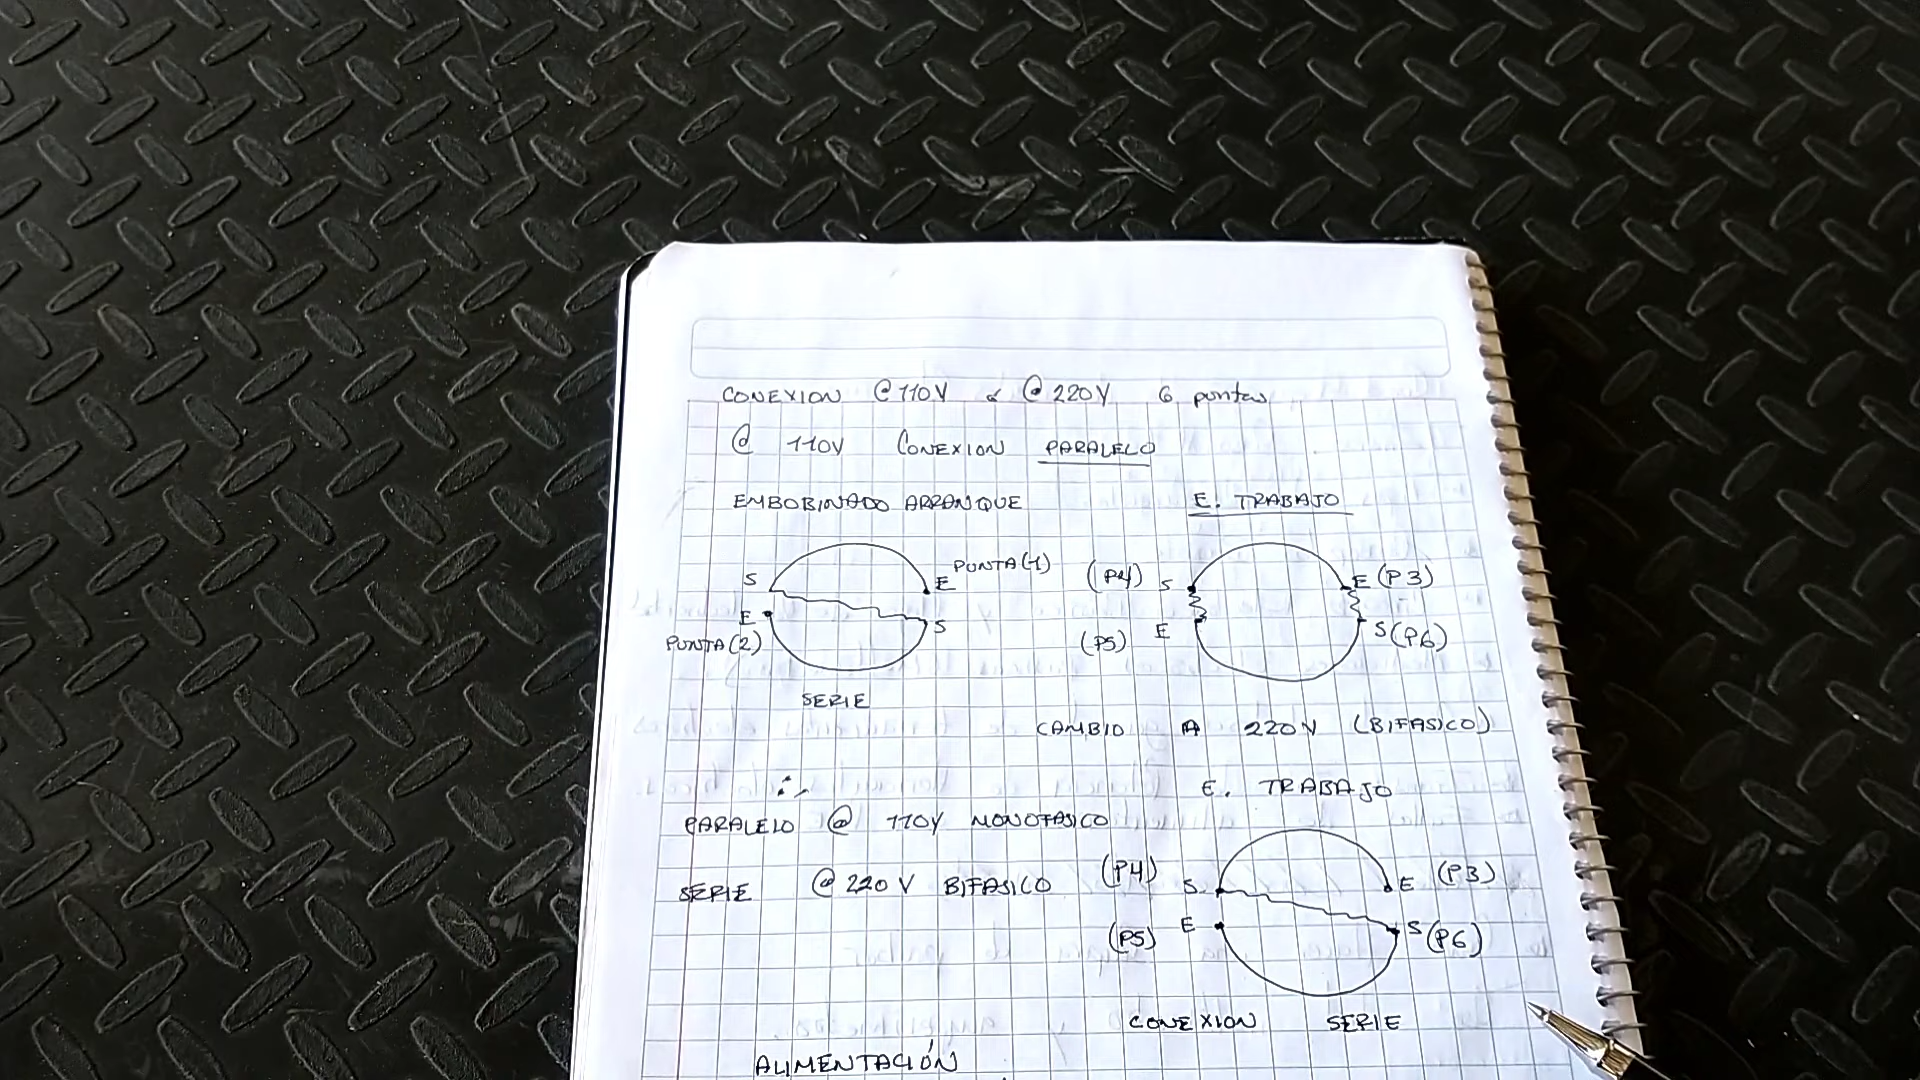 CONEXION @ 110V & @ 220V 6 puntas
@ 110V CONEXION PARALELO
EMBOBINADO ARRANQUE E. TRABAJO
S E PUNTA(1) (P4) S E (P3)
E S (P5) E S(P6)
PUNTA(2)
SERIE
CAMBIO A 220V (BIFASICO)
E. TRABAJO
PARALELO @ 110V MONOFASICO
SERIE @ 220V BIFASICO (P4) S E (P3)
(P5) E S (P6)
CONEXION SERIE
ALIMENTACIÓN